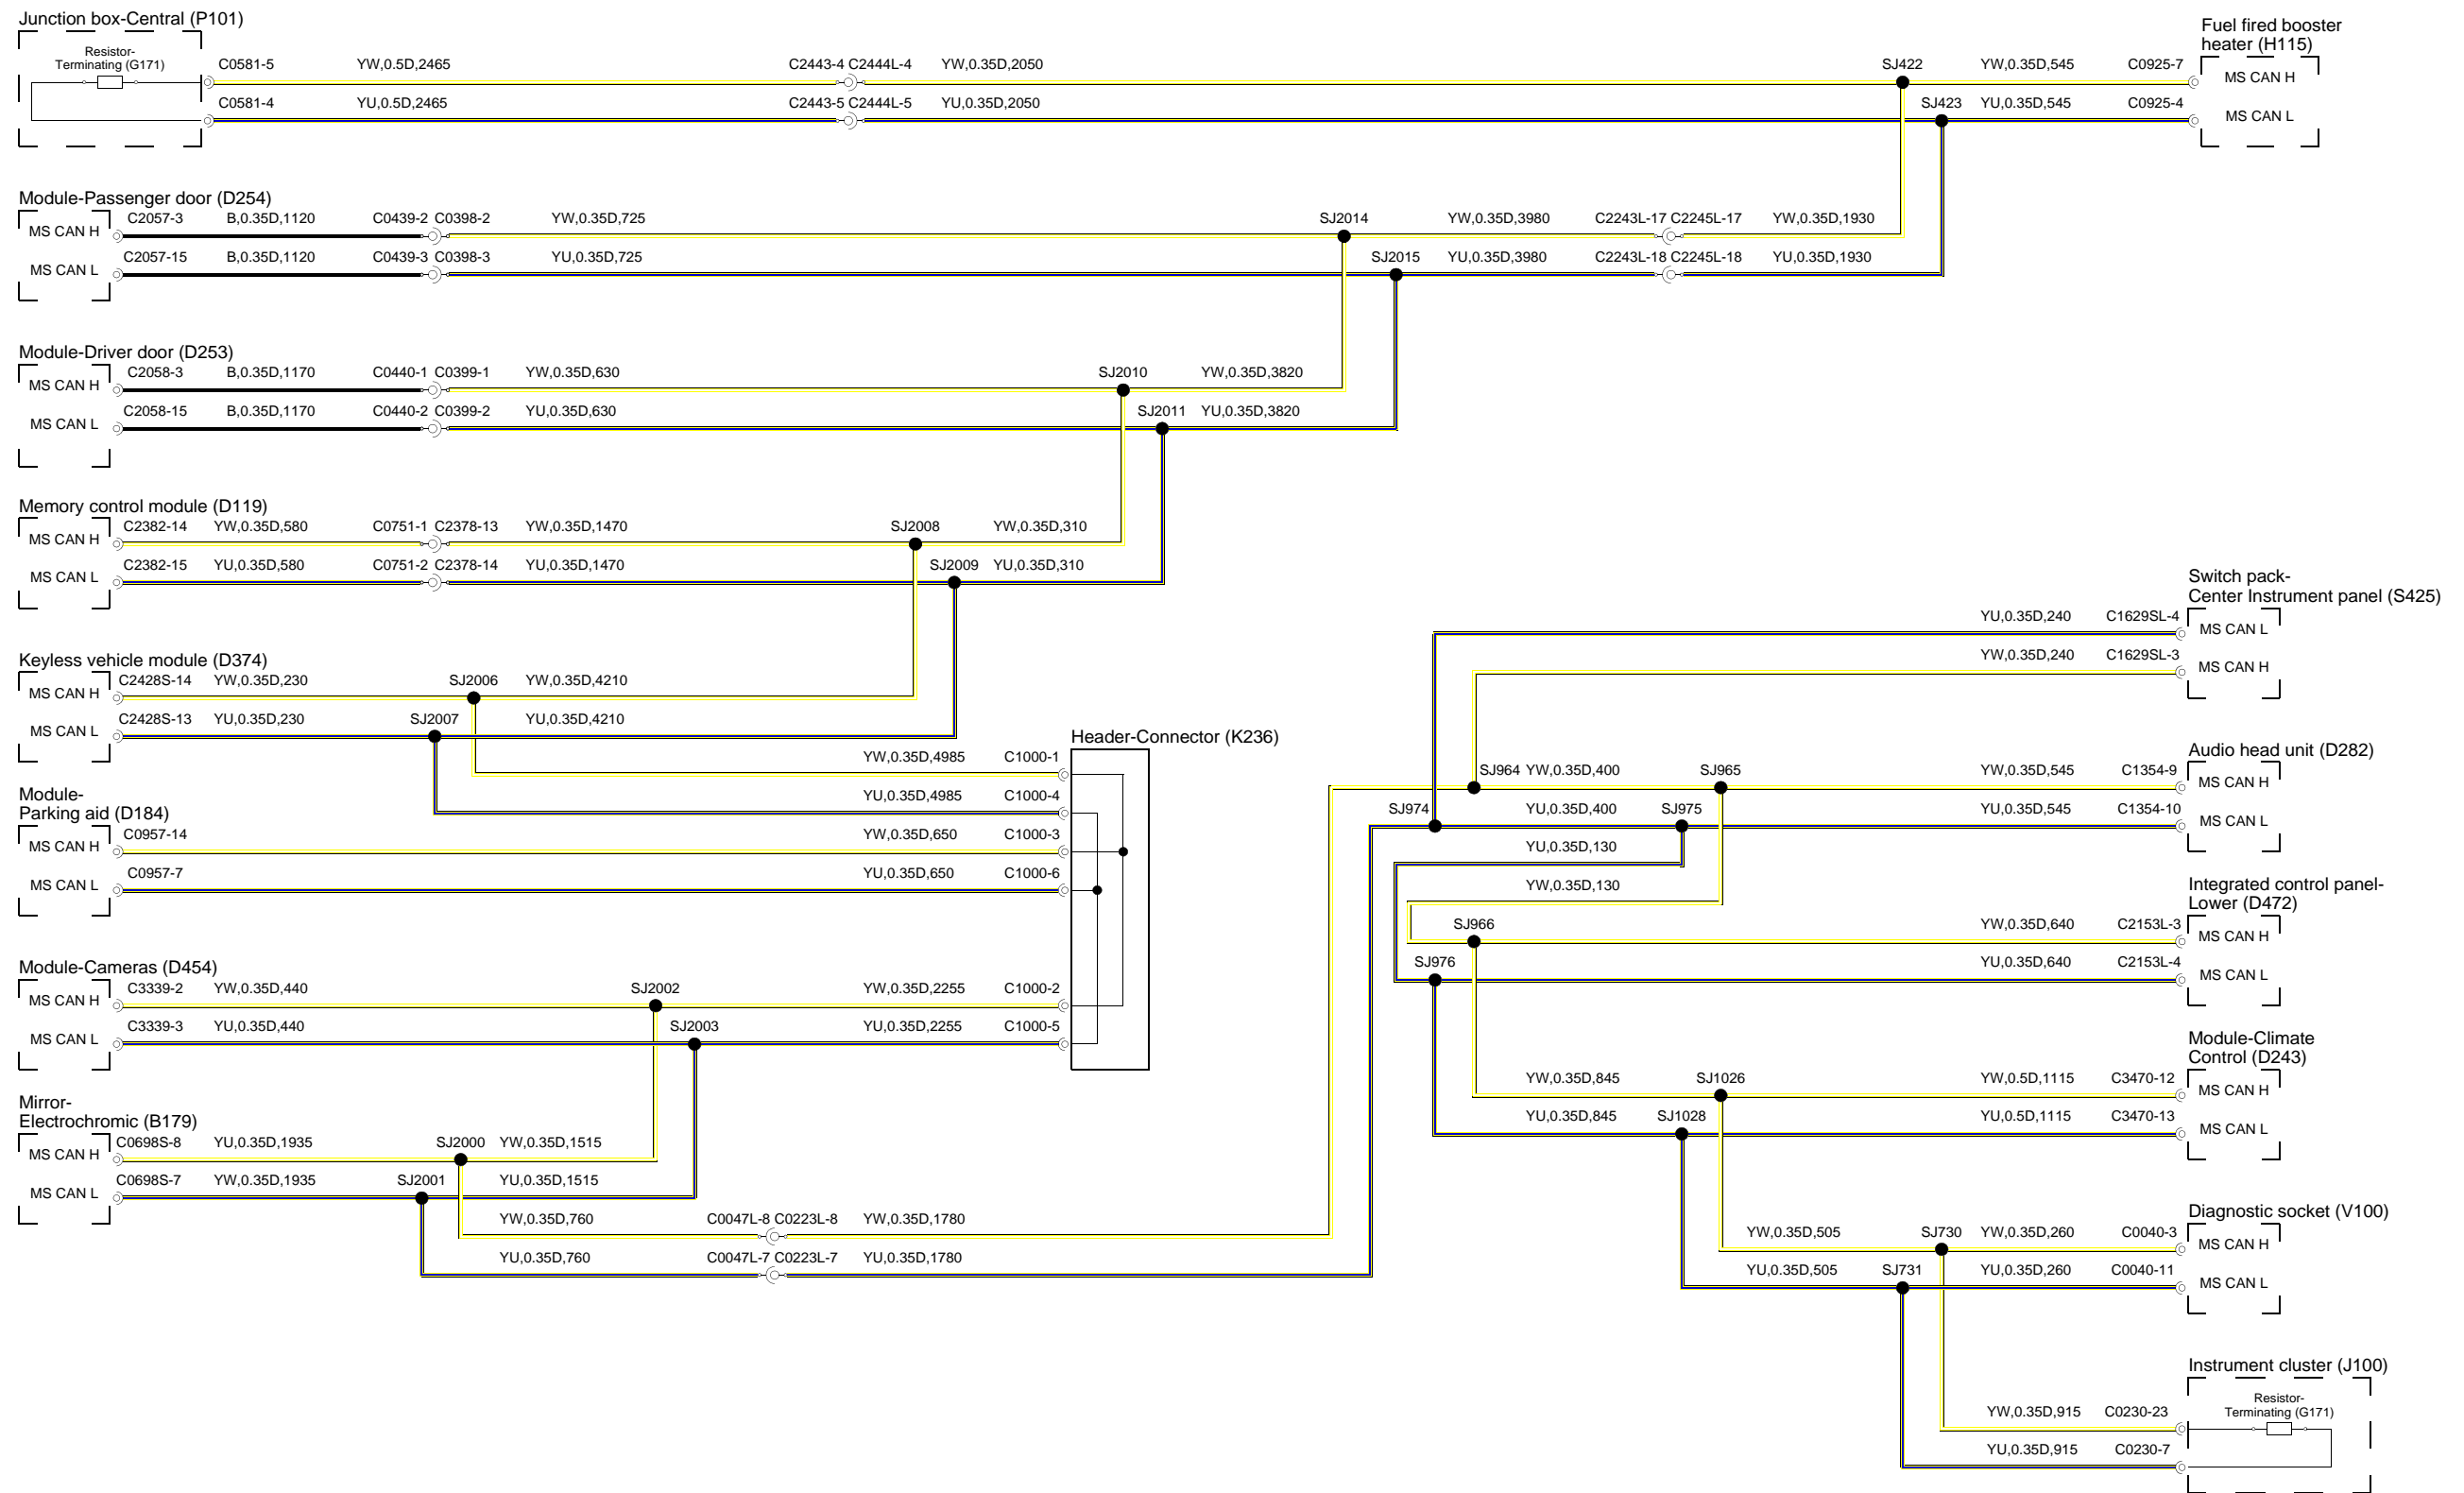 Junction box-Central (P101)
Resistor-
Terminating (G171)
C0581-5 YW,0.5D,2465 C2443-4 C2444L-4 YW,0.35D,2050 SJ422 YW,0.35D,545 C0925-7
C0581-4 YU,0.5D,2465 C2443-5 C2444L-5 YU,0.35D,2050 SJ423 YU,0.35D,545 C0925-4
Fuel fired booster
heater (H115)
MS CAN H
MS CAN L
Module-Passenger door (D254)
MS CAN H C2057-3 B,0.35D,1120 C0439-2 C0398-2 YW,0.35D,725 SJ2014 YW,0.35D,3980 C2243L-17 C2245L-17 YW,0.35D,1930
MS CAN L C2057-15 B,0.35D,1120 C0439-3 C0398-3 YU,0.35D,725 SJ2015 YU,0.35D,3980 C2243L-18 C2245L-18 YU,0.35D,1930
Module-Driver door (D253)
MS CAN H C2058-3 B,0.35D,1170 C0440-1 C0399-1 YW,0.35D,630 SJ2010 YW,0.35D,3820
MS CAN L C2058-15 B,0.35D,1170 C0440-2 C0399-2 YU,0.35D,630 SJ2011 YU,0.35D,3820
Memory control module (D119)
MS CAN H C2382-14 YW,0.35D,580 C0751-1 C2378-13 YW,0.35D,1470 SJ2008 YW,0.35D,310
MS CAN L C2382-15 YU,0.35D,580 C0751-2 C2378-14 YU,0.35D,1470 SJ2009 YU,0.35D,310
Keyless vehicle module (D374)
MS CAN H C2428S-14 YW,0.35D,230 SJ2006 YW,0.35D,4210
MS CAN L C2428S-13 YU,0.35D,230 SJ2007 YU,0.35D,4210
Header-Connector (K236)
YW,0.35D,4985 C1000-1
YU,0.35D,4985 C1000-4
Module-
Parking aid (D184)
MS CAN H C0957-14 YW,0.35D,650 C1000-3
MS CAN L C0957-7 YU,0.35D,650 C1000-6
Module-Cameras (D454)
MS CAN H C3339-2 YW,0.35D,440 SJ2002 YW,0.35D,2255 C1000-2
MS CAN L C3339-3 YU,0.35D,440 SJ2003 YU,0.35D,2255 C1000-5
Mirror-
Electrochromic (B179)
MS CAN H C0698S-8 YU,0.35D,1935 SJ2000 YW,0.35D,1515
MS CAN L C0698S-7 YW,0.35D,1935 SJ2001 YU,0.35D,1515
YW,0.35D,760 C0047L-8 C0223L-8 YW,0.35D,1780
YU,0.35D,760 C0047L-7 C0223L-7 YU,0.35D,1780
Switch pack-
Center Instrument panel (S425)
YU,0.35D,240 C1629SL-4 MS CAN L
YW,0.35D,240 C1629SL-3 MS CAN H
Audio head unit (D282)
SJ964 YW,0.35D,400 SJ965 YW,0.35D,545 C1354-9 MS CAN H
SJ974 YU,0.35D,400 SJ975 YU,0.35D,545 C1354-10 MS CAN L
YU,0.35D,130
YW,0.35D,130
Integrated control panel-
Lower (D472)
SJ966 YW,0.35D,640 C2153L-3 MS CAN H
SJ976 YU,0.35D,640 C2153L-4 MS CAN L
Module-Climate
Control (D243)
YW,0.35D,845 SJ1026 YW,0.5D,1115 C3470-12 MS CAN H
YU,0.35D,845 SJ1028 YU,0.5D,1115 C3470-13 MS CAN L
Diagnostic socket (V100)
YW,0.35D,505 SJ730 YW,0.35D,260 C0040-3 MS CAN H
YU,0.35D,505 SJ731 YU,0.35D,260 C0040-11 MS CAN L
Instrument cluster (J100)
Resistor-
Terminating (G171)
YW,0.35D,915 C0230-23
YU,0.35D,915 C0230-7